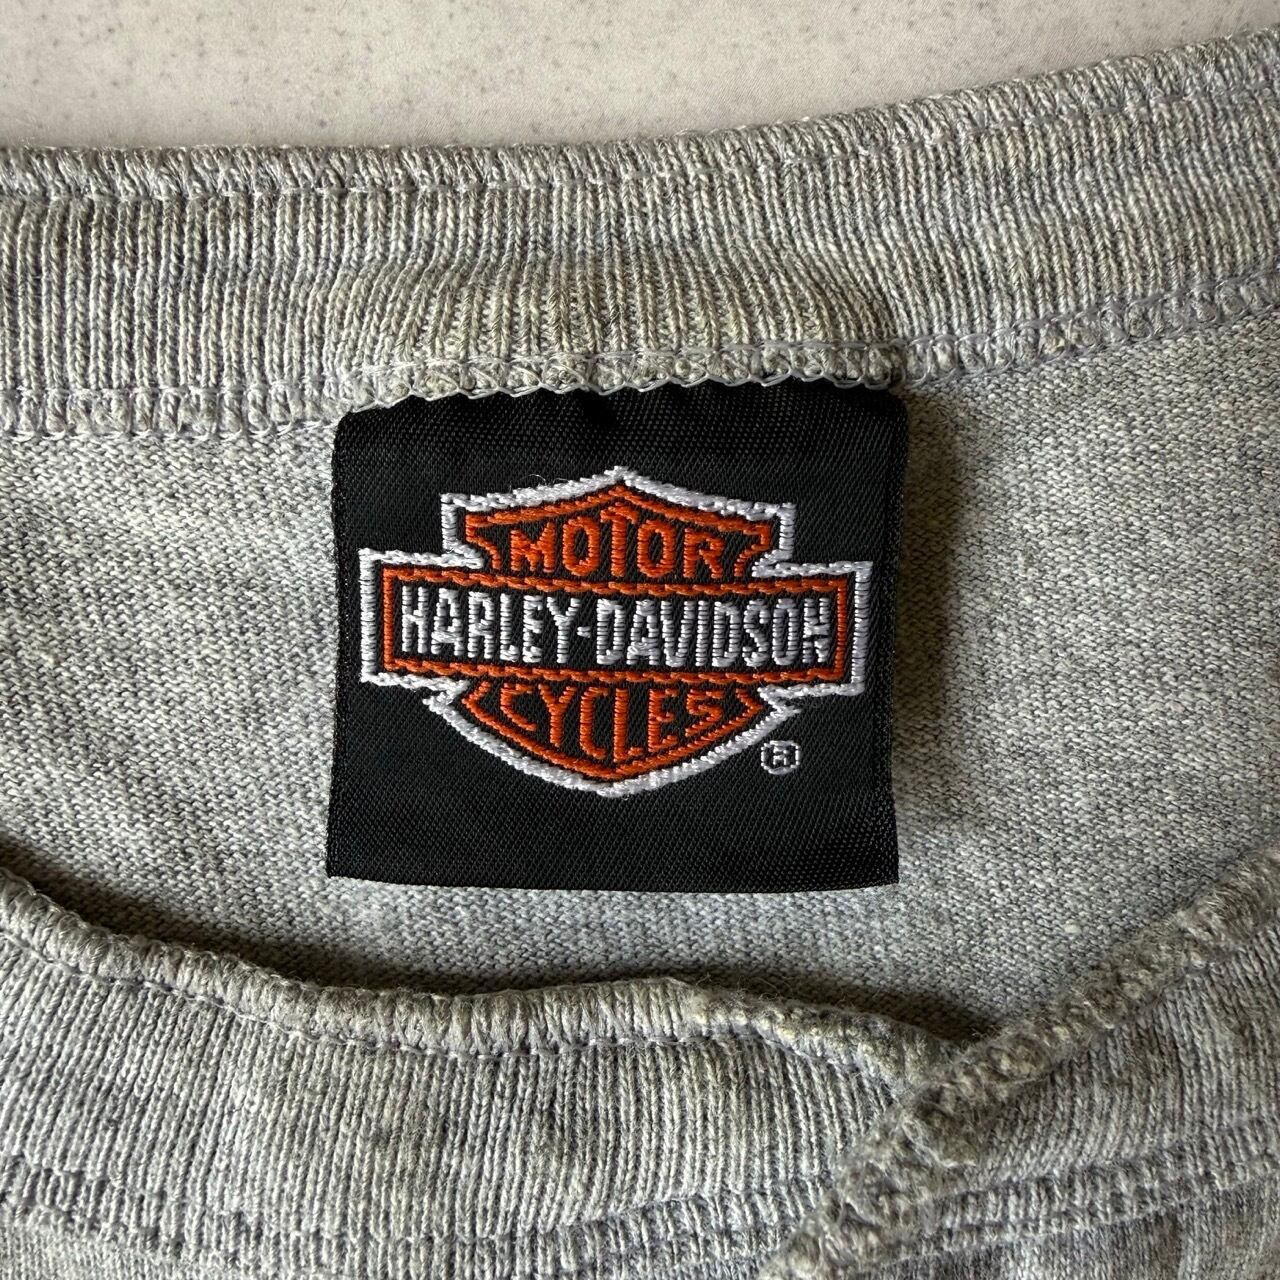 MOTOR
HARLEY-DAVIDSON
CYCLES
®